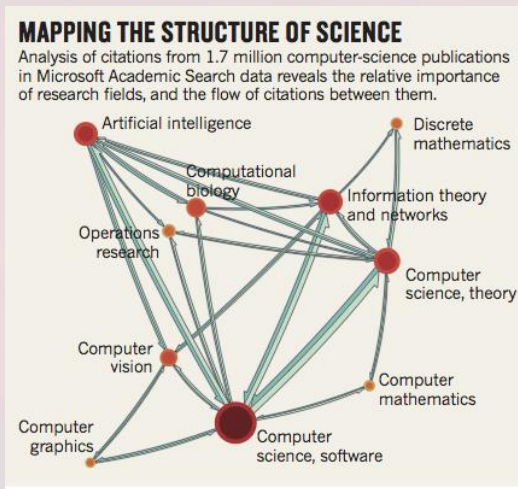 MAPPING THE STRUCTURE OF SCIENCE
Analysis of citations from 1.7 million computer-science publications
in Microsoft Academic Search data reveals the relative importance
of research fields, and the flow of citations between them.
Artificial intelligence
Discrete
mathematics
Computational
biology
Information theory
and networks
Operations
research
Computer
science, theory
Computer
vision
Computer
mathematics
Computer
graphics
Computer
science, software